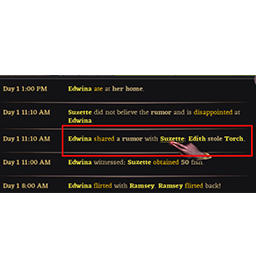 Day 1 1:00 PM Edwina ate at her home.
Day 1 11:10 AM Suzette did not believe the rumor and is disappointed at
Edwina
Day 1 11:10 AM Edwina shared a rumor with Suzette: Edith stole Torch.
Day 1 11:00 AM Edwina witnessed: Suzette obtained 50 fish.
Day 1 8:00 AM Edwina flirted with Ramsey. Ramsey flirted back!